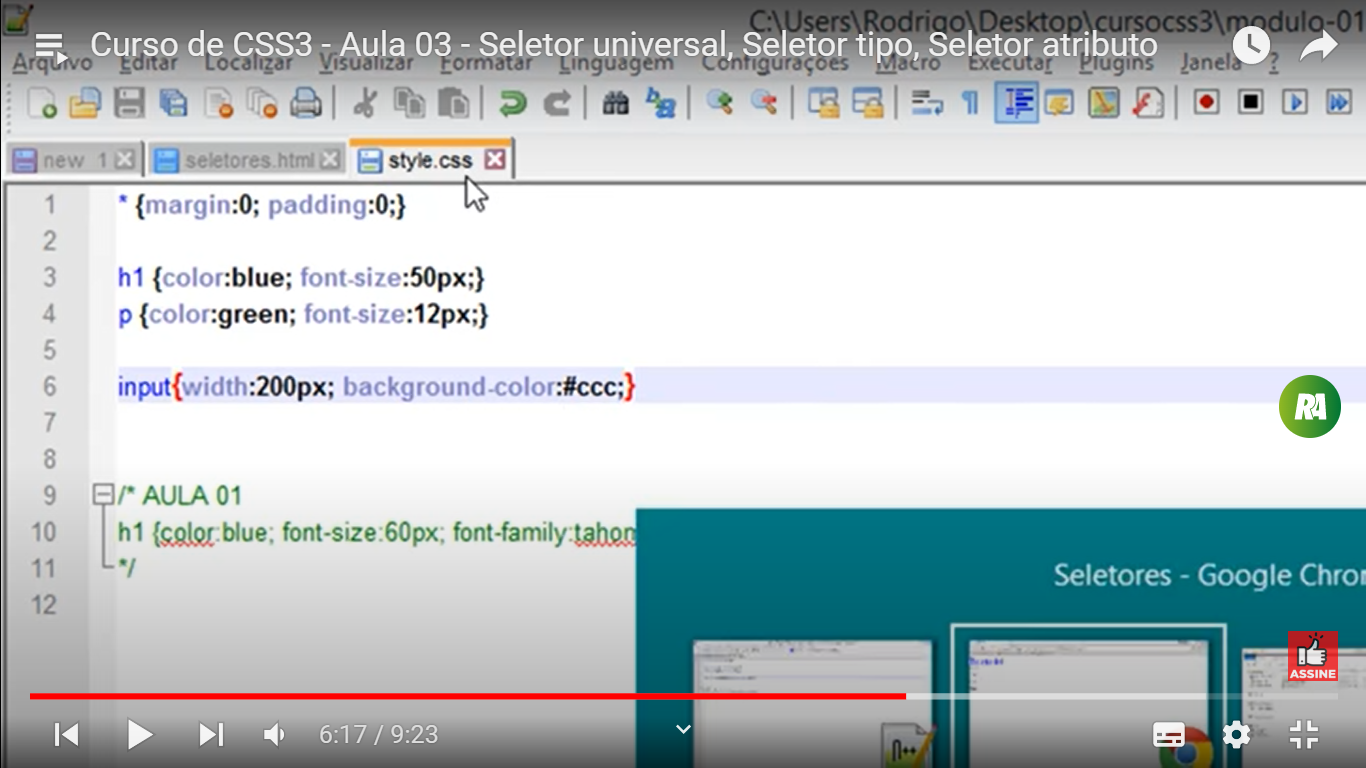 C:\Users\Rodrigo\Desktop\cursocss3\modulo-01
Curso de CSS3 - Aula 03 - Seletor universal, Seletor tipo, Seletor atributo
Arquivo Editar Localizar Visualizar Formatar Linguagem Configurações Macro Executar Plugins Janela ?
new 1 seletores.html style.css
1 * {margin:0; padding:0;}
2
3 h1 {color:blue; font-size:50px;}
4 p {color:green; font-size:12px;}
5
6 input{width:200px; background-color:#ccc;}
RA
7
8
9 /* AULA 01
10 h1 {color:blue; font-size:60px; font-family:tahom
11 */
Seletores - Google Chro
12
ASSINE
6:17 / 9:23